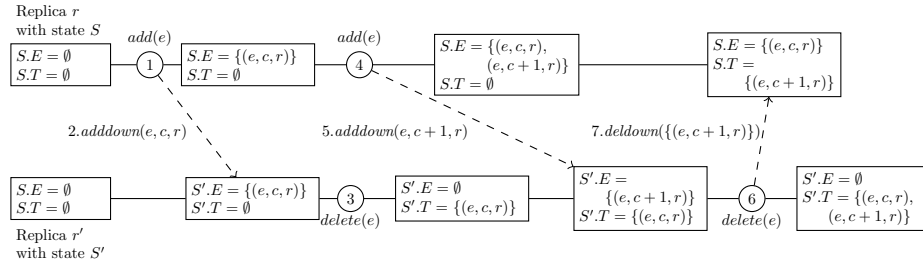 Replica r
with state S
add(e)
add(e)
S.E = ∅
S.T = ∅
1
S.E = {(e, c, r)}
S.T = ∅
4
S.E = {(e, c, r),
(e, c + 1, r)}
S.T = ∅
S.E = {(e, c, r)}
S.T =
{(e, c + 1, r)}
2.adddown(e, c, r)
5.adddown(e, c + 1, r)
7.deldown({(e, c + 1, r)})
S.E = ∅
S.T = ∅
S′.E = {(e, c, r)}
S′.T = ∅
3
delete(e)
S′.E = ∅
S′.T = {(e, c, r)}
S′.E =
{(e, c + 1, r)}
S′.T = {(e, c, r)}
6
delete(e)
S′.E = ∅
S′.T = {(e, c, r),
(e, c + 1, r)}
Replica r′
with state S′